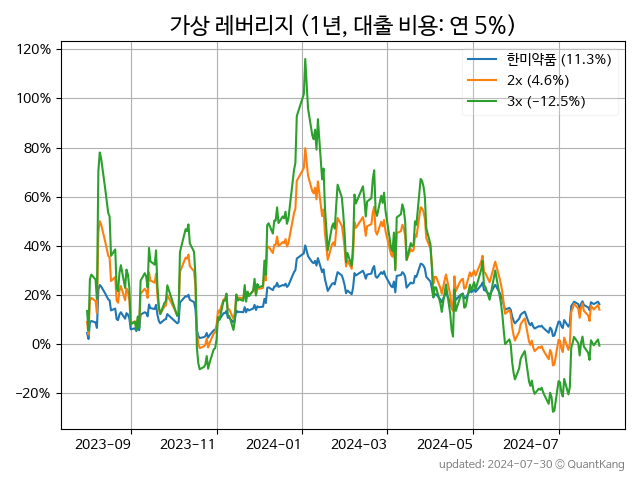 가상 레버리지 (1년, 대출 비용: 연 5%)
120%
100%
80%
60%
40%
20%
0%
−20%
한미약품 (11.3%)
2x (4.6%)
3x (−12.5%)
2023-09
2023-11
2024-01
2024-03
2024-05
2024-07
updated: 2024-07-30 © QuantKang